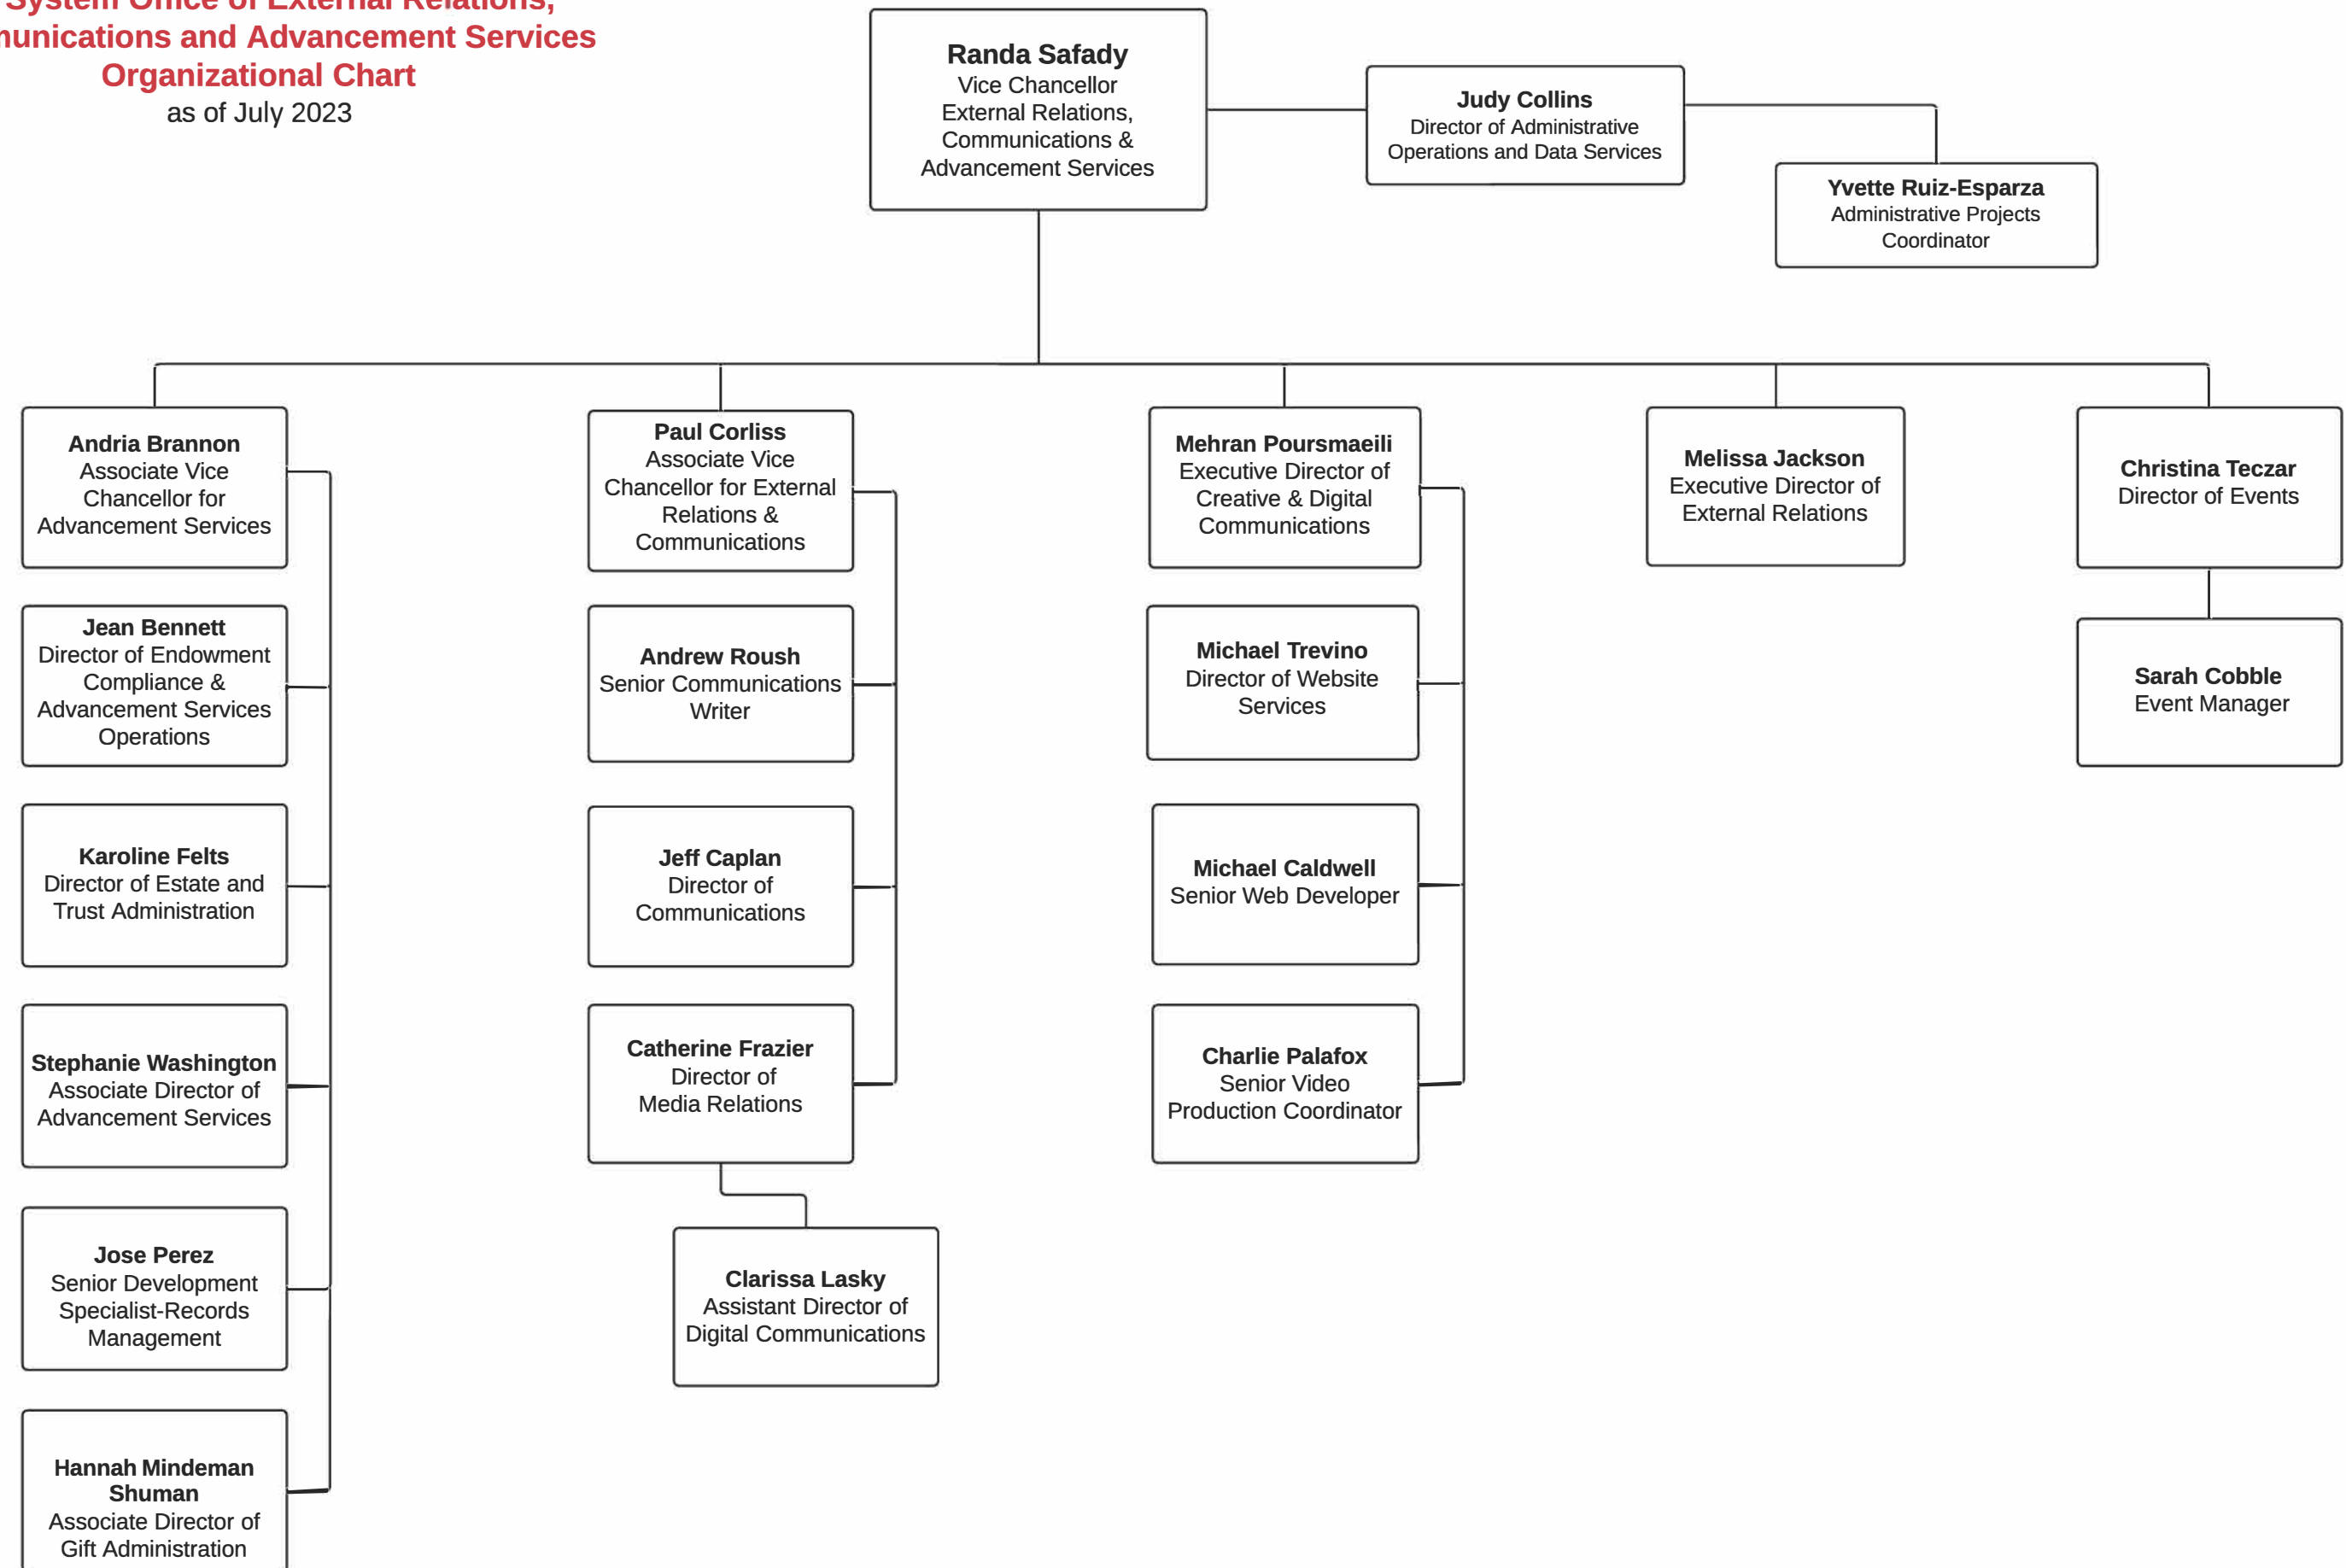 System Office of External Relations,
munications and Advancement Services
Organizational Chart
as of July 2023
Randa Safady
Vice Chancellor
External Relations,
Communications &
Advancement Services
Judy Collins
Director of Administrative
Operations and Data Services
Yvette Ruiz-Esparza
Administrative Projects
Coordinator
Andria Brannon
Associate Vice
Chancellor for
Advancement Services
Jean Bennett
Director of Endowment
Compliance &
Advancement Services
Operations
Karoline Felts
Director of Estate and
Trust Administration
Stephanie Washington
Associate Director of
Advancement Services
Jose Perez
Senior Development
Specialist-Records
Management
Hannah Mindeman
Shuman
Associate Director of
Gift Administration
Paul Corliss
Associate Vice
Chancellor for External
Relations &
Communications
Andrew Roush
Senior Communications
Writer
Jeff Caplan
Director of
Communications
Catherine Frazier
Director of
Media Relations
Clarissa Lasky
Assistant Director of
Digital Communications
Mehran Poursmaeili
Executive Director of
Creative & Digital
Communications
Michael Trevino
Director of Website
Services
Michael Caldwell
Senior Web Developer
Charlie Palafox
Senior Video
Production Coordinator
Melissa Jackson
Executive Director of
External Relations
Christina Teczar
Director of Events
Sarah Cobble
Event Manager